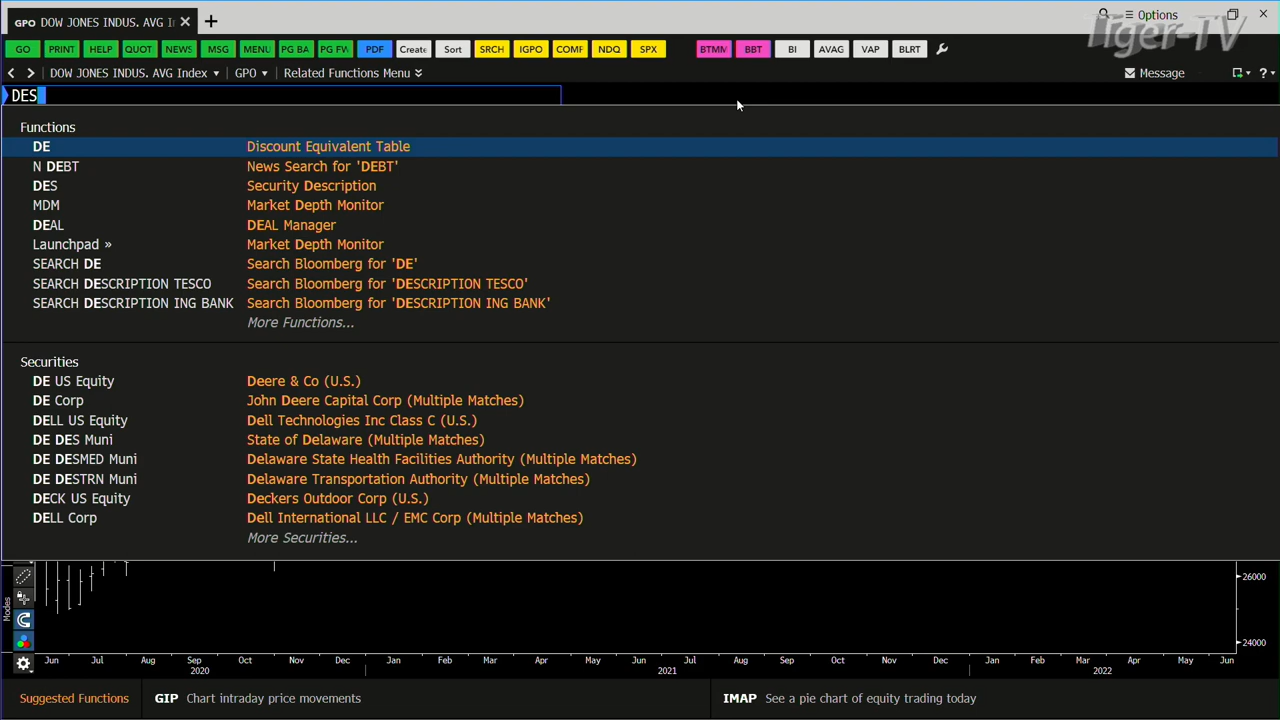 GPO DOW JONES INDUS. AVG I
Options
Tiger-TV
GO PRINT HELP QUOT NEWS MSG MENU PG BA PG FW PDF Create Sort SRCH IGPO COMF NDQ SPX BTMM BBT BI AVAG VAP BLRT
DOW JONES INDUS. AVG Index GPO Related Functions Menu Message ?
DES
Functions
DE Discount Equivalent Table
N DEBT News Search for 'DEBT'
DES Security Description
MDM Market Depth Monitor
DEAL DEAL Manager
Launchpad » Market Depth Monitor
SEARCH DE Search Bloomberg for 'DE'
SEARCH DESCRIPTION TESCO Search Bloomberg for 'DESCRIPTION TESCO'
SEARCH DESCRIPTION ING BANK Search Bloomberg for 'DESCRIPTION ING BANK'
More Functions...
Securities
DE US Equity Deere & Co (U.S.)
DE Corp John Deere Capital Corp (Multiple Matches)
DELL US Equity Dell Technologies Inc Class C (U.S.)
DE DES Muni State of Delaware (Multiple Matches)
DE DESMED Muni Delaware State Health Facilities Authority (Multiple Matches)
DE DESTRN Muni Delaware Transportation Authority (Multiple Matches)
DECK US Equity Deckers Outdoor Corp (U.S.)
DELL Corp Dell International LLC / EMC Corp (Multiple Matches)
More Securities...
26000
Modes
24000
Jun Jul Aug Sep Oct Nov Dec Jan Feb Mar Apr May Jun Jul Aug Sep Oct Nov Dec Jan Feb Mar Apr May Jun
2020 2021 2022
Suggested Functions GIP Chart intraday price movements IMAP See a pie chart of equity trading today